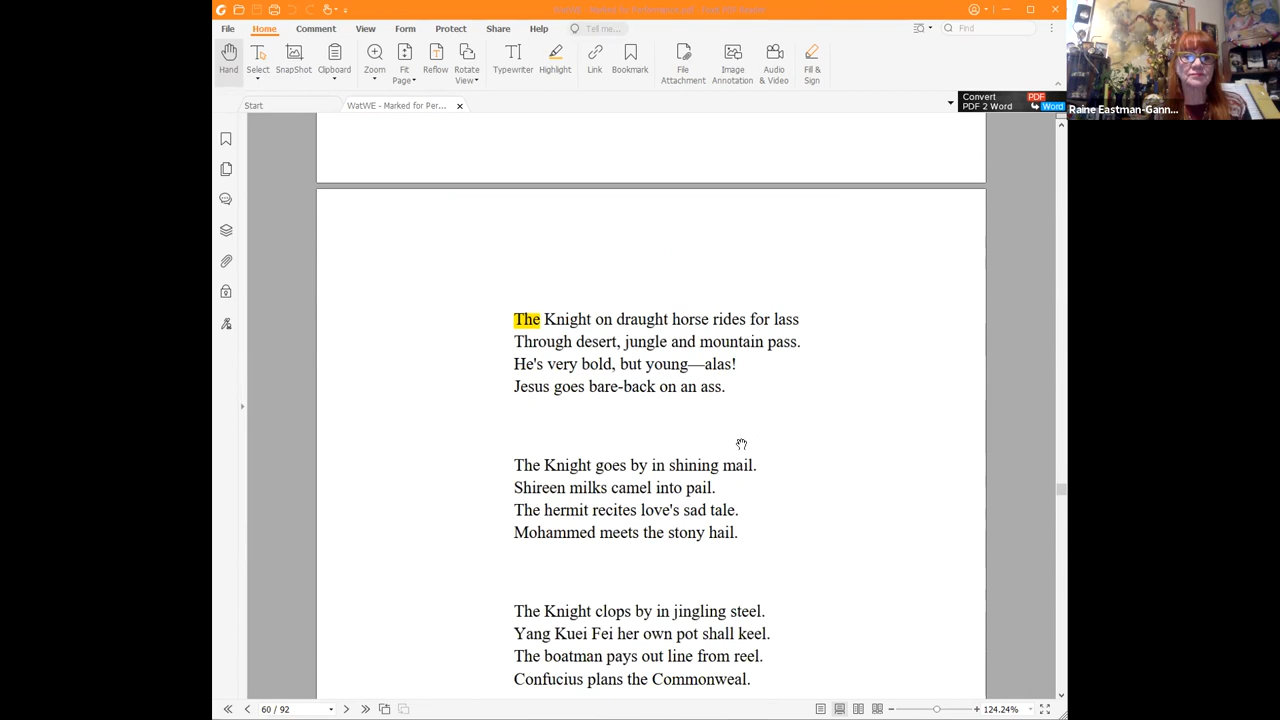 File
Home
Comment
View
Form
Protect
Share
Help
Tell me...
Find
Hand
Select
SnapShot
Clipboard
Zoom
Fit
Page
Reflow
Rotate
View
Typewriter
Highlight
Link
Bookmark
File
Attachment
Image
Annotation
Audio
& Video
Fill &
Sign
Start
WatWE - Marked for Per...
Convert
PDF 2 Word
PDF
Word
Raine Eastman-Gann...
The Knight on draught horse rides for lass
Through desert, jungle and mountain pass.
He's very bold, but young—alas!
Jesus goes bare-back on an ass.
The Knight goes by in shining mail.
Shireen milks camel into pail.
The hermit recites love's sad tale.
Mohammed meets the stony hail.
The Knight clops by in jingling steel.
Yang Kuei Fei her own pot shall keel.
The boatman pays out line from reel.
Confucius plans the Commonweal.
60 / 92
124.24%